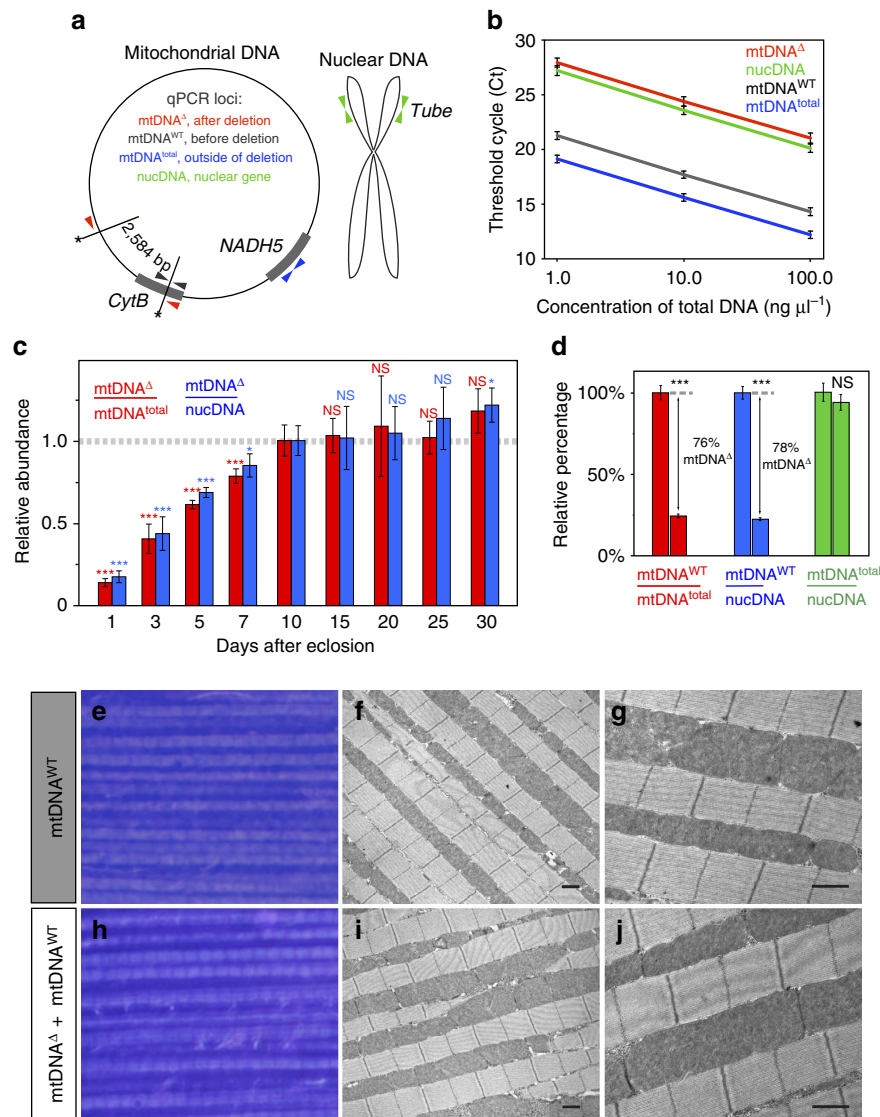 a
Mitochondrial DNA
Nuclear DNA
qPCR loci:
mtDNAΔ, after deletion
mtDNAWT, before deletion
mtDNAtotal, outside of deletion
nucDNA, nuclear gene
Tube
2,584 bp
*
*
NADH5
CytB
b
30
25
20
15
10
Threshold cycle (Ct)
mtDNAΔ
nucDNA
mtDNAWT
mtDNAtotal
1.0 10.0 100.0
Concentration of total DNA (ng µl−1)
c
mtDNAΔ
mtDNAtotal
mtDNAΔ
nucDNA
Relative abundance
1.0
0.5
0
*** ***
*** ***
*** ***
*** *
NS NS
NS NS
NS NS
NS *
1 3 5 7 10 15 20 25 30
Days after eclosion
d
Relative percentage
100%
50%
0%
*** *** NS
76%
mtDNAΔ
78%
mtDNAΔ
mtDNAWT
mtDNAtotal
mtDNAWT
nucDNA
mtDNAtotal
nucDNA
mtDNAWT
e f g
mtDNAΔ + mtDNAWT
h i j